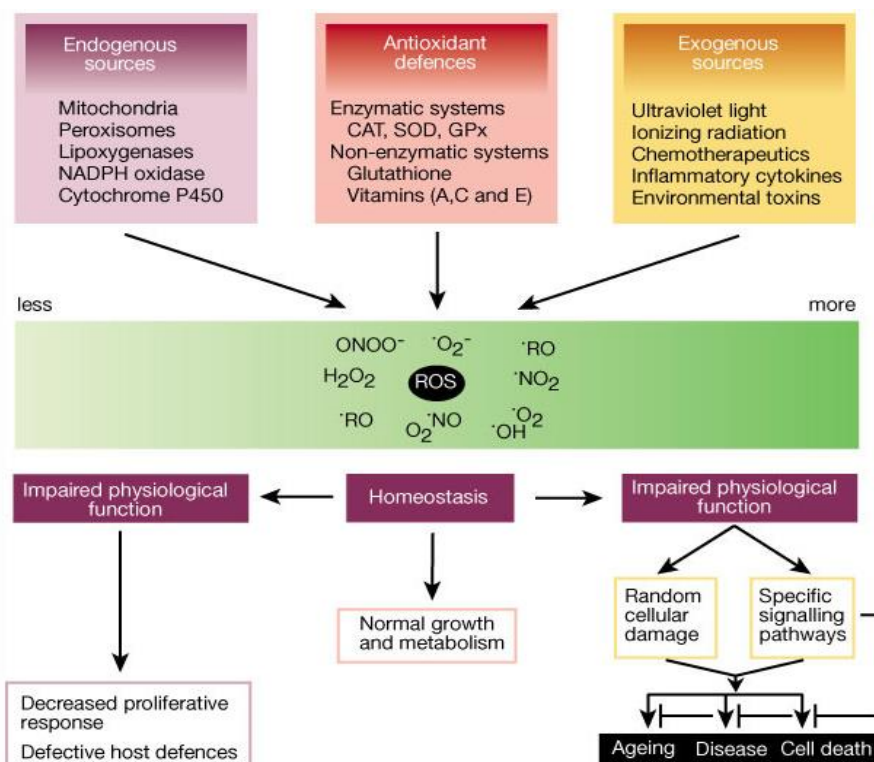 Endogenous
sources
Mitochondria
Peroxisomes
Lipoxygenases
NADPH oxidase
Cytochrome P450
Antioxidant
defences
Enzymatic systems
CAT, SOD, GPx
Non-enzymatic systems
Glutathione
Vitamins (A,C and E)
Exogenous
sources
Ultraviolet light
Ionizing radiation
Chemotherapeutics
Inflammatory cytokines
Environmental toxins
less
more
ONOO⁻ ·O₂⁻ ·RO
H₂O₂ ROS ·NO₂
·RO O₂ ·NO ·OH ·O₂
Impaired physiological
function
Homeostasis
Impaired physiological
function
Normal growth
and metabolism
Random
cellular
damage
Specific
signalling
pathways
Decreased proliferative
response
Defective host defences
Ageing Disease Cell death